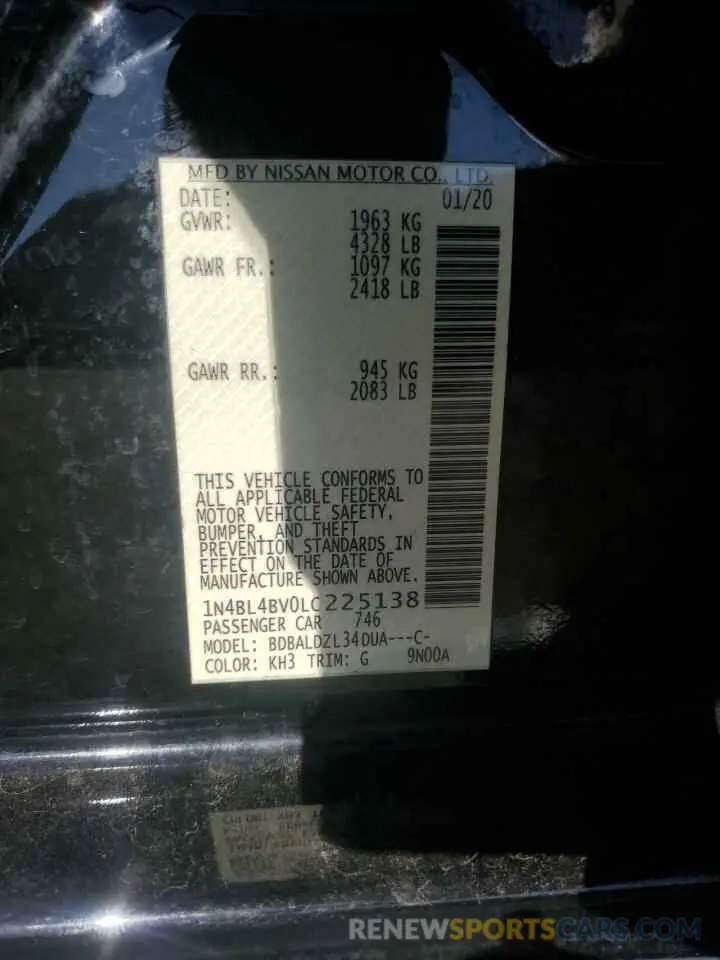 MFD BY NISSAN MOTOR CO., LTD.
DATE: 01/20
GVWR: 1963 KG
4328 LB
GAWR FR.: 1097 KG
2418 LB
GAWR RR.: 945 KG
2083 LB
THIS VEHICLE CONFORMS TO
ALL APPLICABLE FEDERAL
MOTOR VEHICLE SAFETY,
BUMPER, AND THEFT
PREVENTION STANDARDS IN
EFFECT ON THE DATE OF
MANUFACTURE SHOWN ABOVE.
1N4BL4BV0LC225138
PASSENGER CAR 746
MODEL: BDBALDZL34DUA---C-
COLOR: KH3 TRIM: G 9N00A
RENEWSPORTSCARS.COM